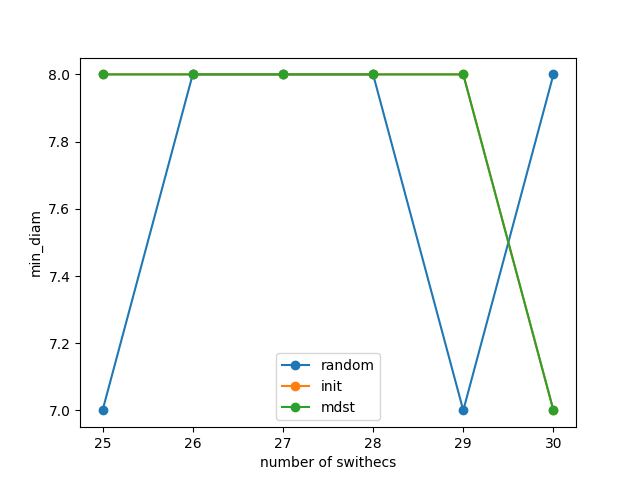 8.0
7.8
7.6
7.4
7.2
7.0
min_diam
random
init
mdst
25 26 27 28 29 30
number of swithecs